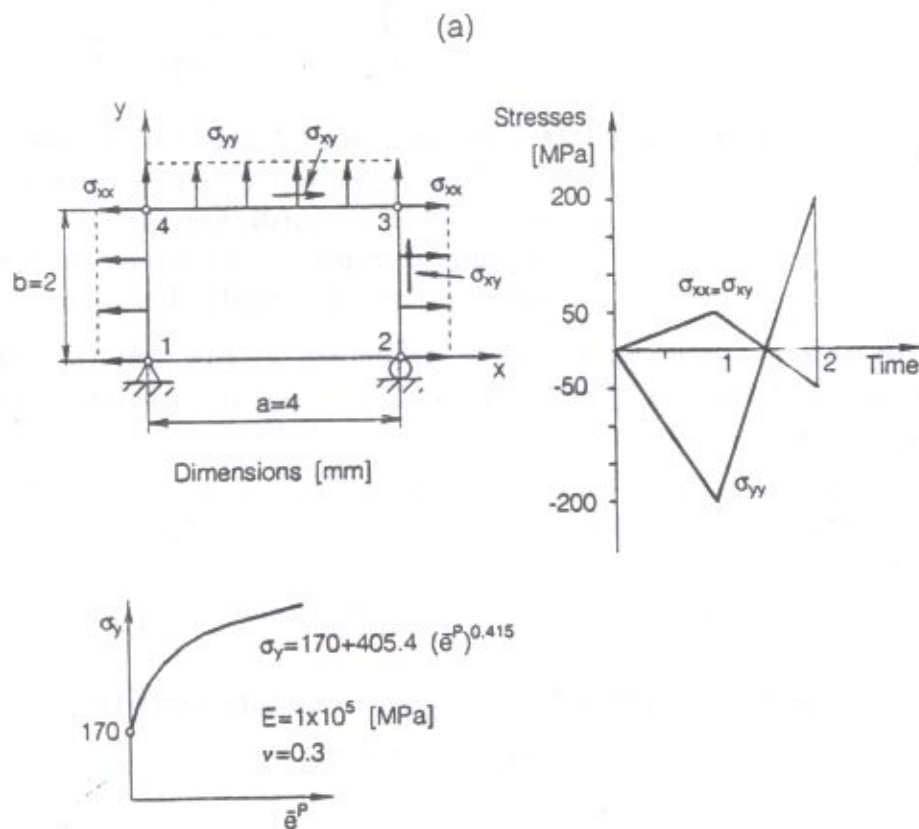 (a)
y
σyy
σxy
σxx
σxx
4
3
b=2
σxy
1
2
x
a=4
Dimensions [mm]
Stresses
[MPa]
200
σxx=σxy
50
1
2
Time
-50
σyy
-200
σy
σy=170+405.4 (ēᴾ)^0.415
E=1x10⁵ [MPa]
170
ν=0.3
ēᴾ